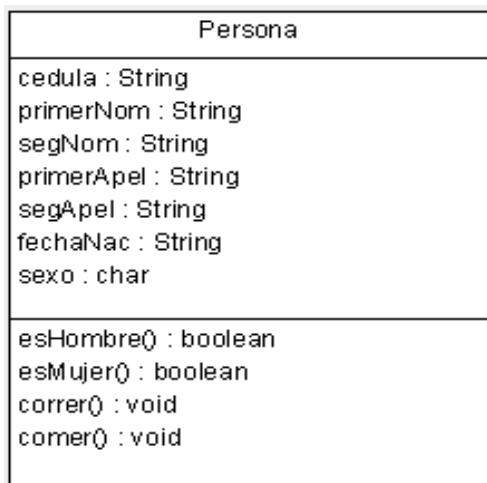 Persona
cedula : String
primerNom : String
segNom : String
primerApel : String
segApel : String
fechaNac : String
sexo : char
esHombre() : boolean
esMujer() : boolean
correr() : void
comer() : void